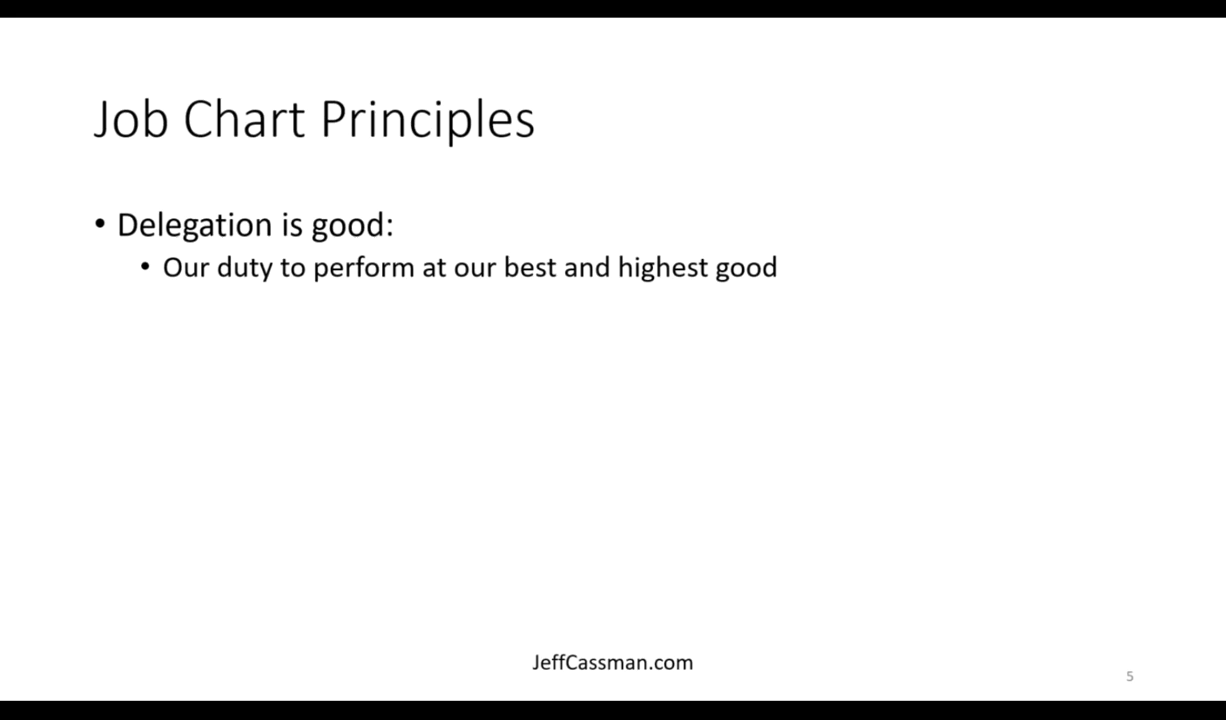 Job Chart Principles
• Delegation is good:
• Our duty to perform at our best and highest good
JeffCassman.com
5